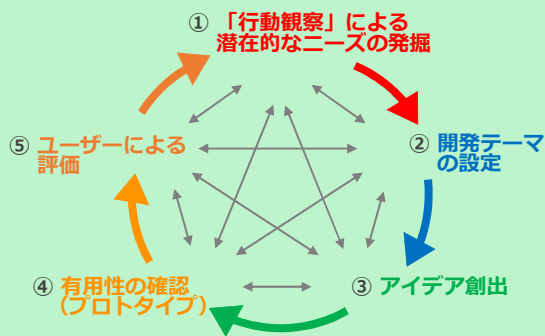 ① 「行動観察」による
潜在的なニーズの発掘
② 開発テーマ
の設定
③ アイデア創出
④ 有用性の確認
（プロトタイプ）
⑤ ユーザーによる
評価